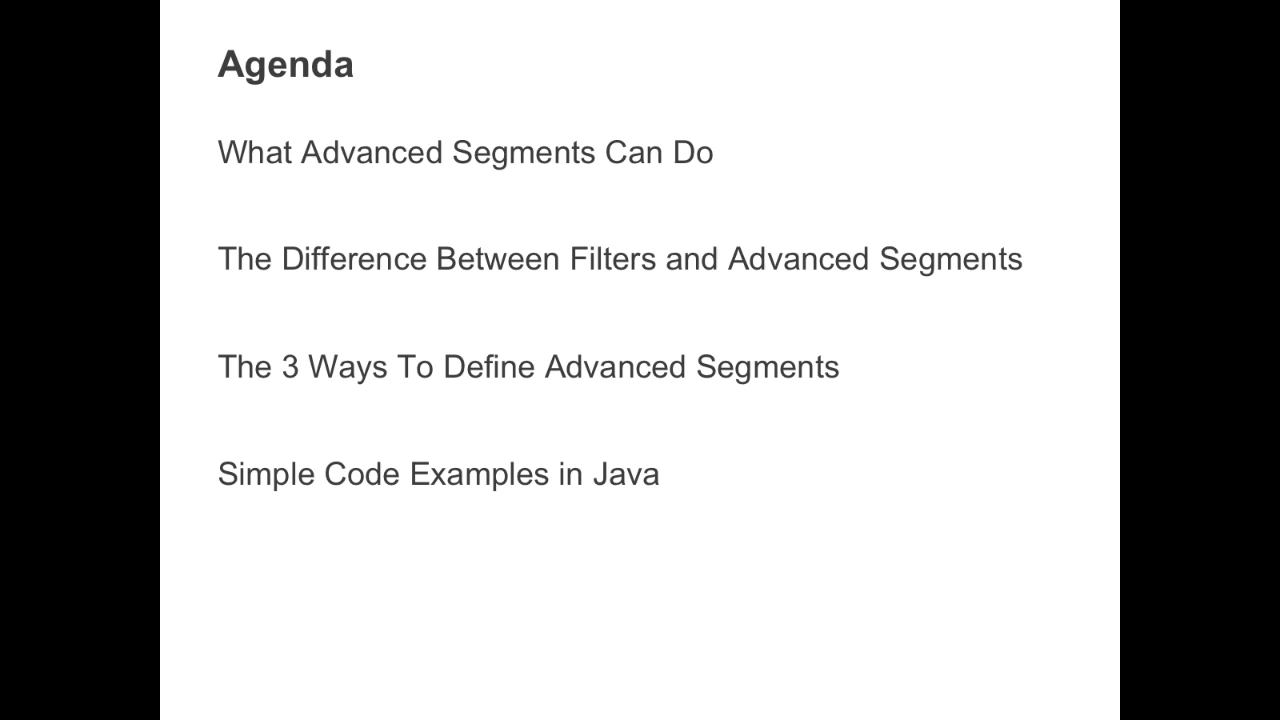 Agenda
What Advanced Segments Can Do
The Difference Between Filters and Advanced Segments
The 3 Ways To Define Advanced Segments
Simple Code Examples in Java